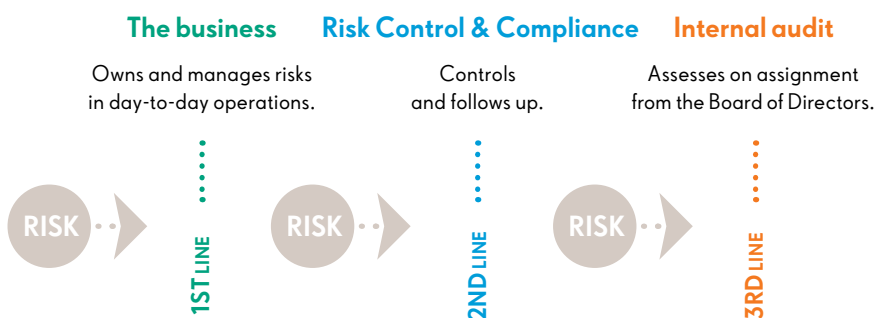 The business
Owns and manages risks
in day-to-day operations.
Risk Control & Compliance
Controls
and follows up.
Internal audit
Assesses on assignment
from the Board of Directors.
RISK
1ST LINE
RISK
2ND LINE
RISK
3RD LINE